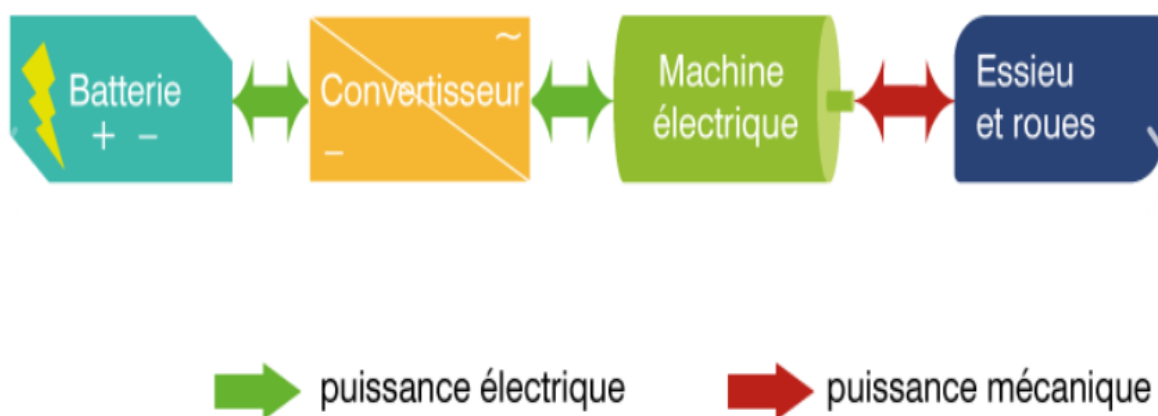 Batterie
+ −
~
Convertisseur
−
Machine
électrique
Essieu
et roues
puissance électrique
puissance mécanique